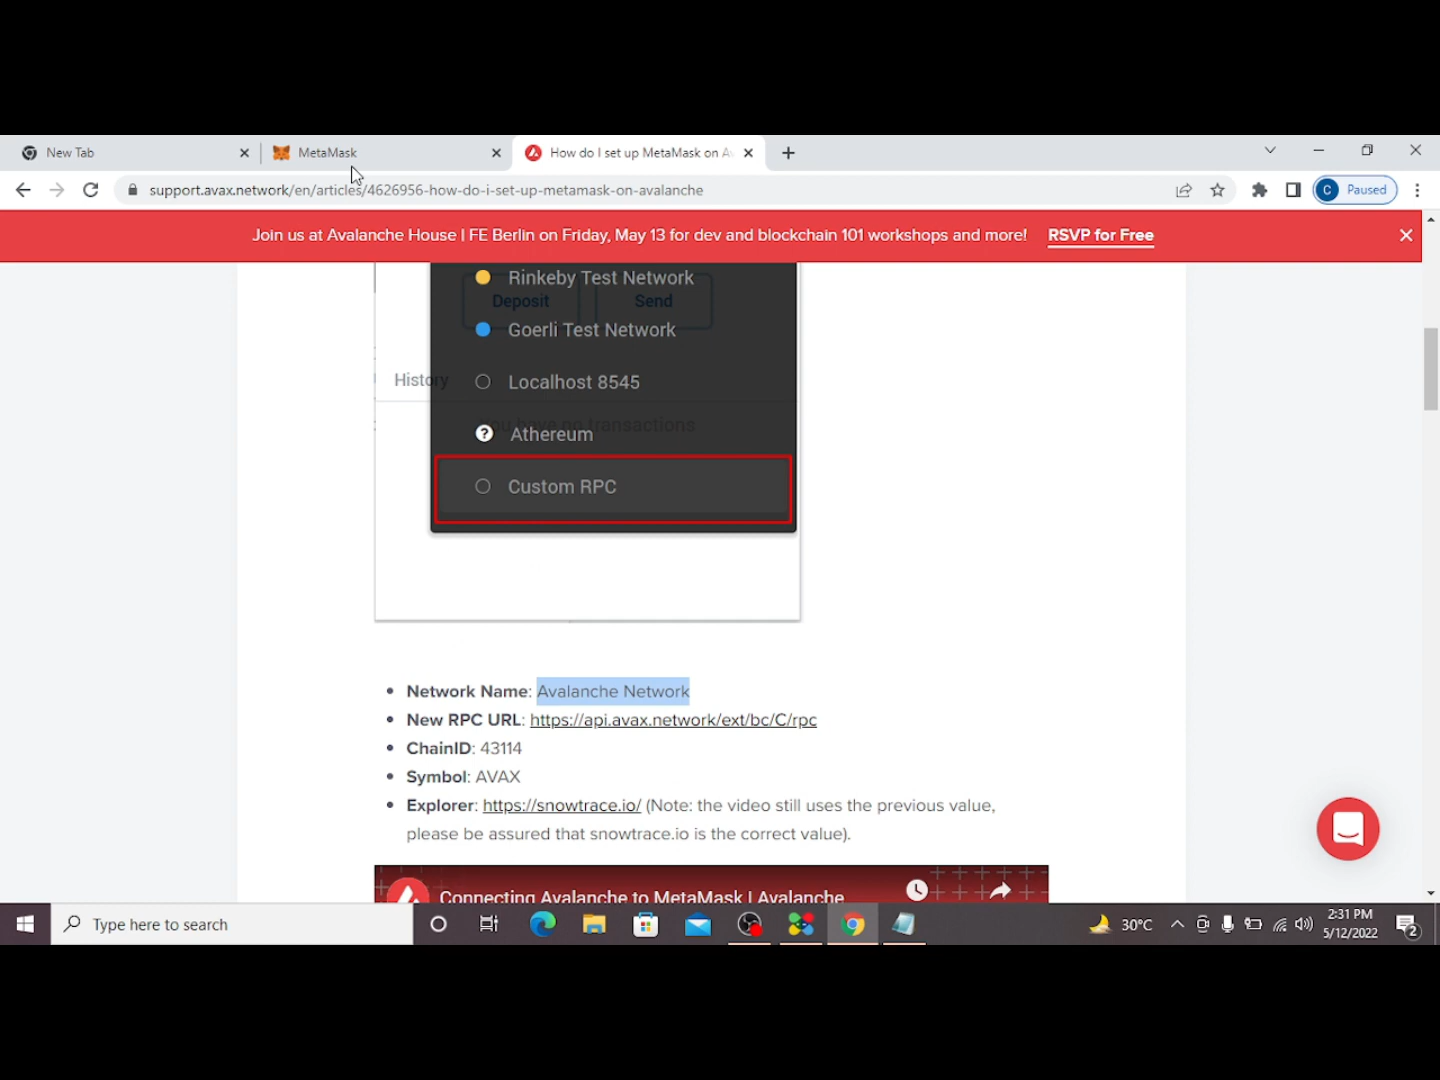 New Tab
MetaMask
How do I set up MetaMask on A
support.avax.network/en/articles/4626956-how-do-i-set-up-metamask-on-avalanche
C Paused
Join us at Avalanche House | FE Berlin on Friday, May 13 for dev and blockchain 101 workshops and more! RSVP for Free
Rinkeby Test Network
Deposit Send
Goerli Test Network
History
Localhost 8545
You have no transactions
? Athereum
Custom RPC
• Network Name: Avalanche Network
• New RPC URL: https://api.avax.network/ext/bc/C/rpc
• ChainID: 43114
• Symbol: AVAX
• Explorer: https://snowtrace.io/ (Note: the video still uses the previous value,
please be assured that snowtrace.io is the correct value).
Connecting Avalanche to MetaMask | Avalanche
Type here to search
30°C
2:31 PM
5/12/2022
2